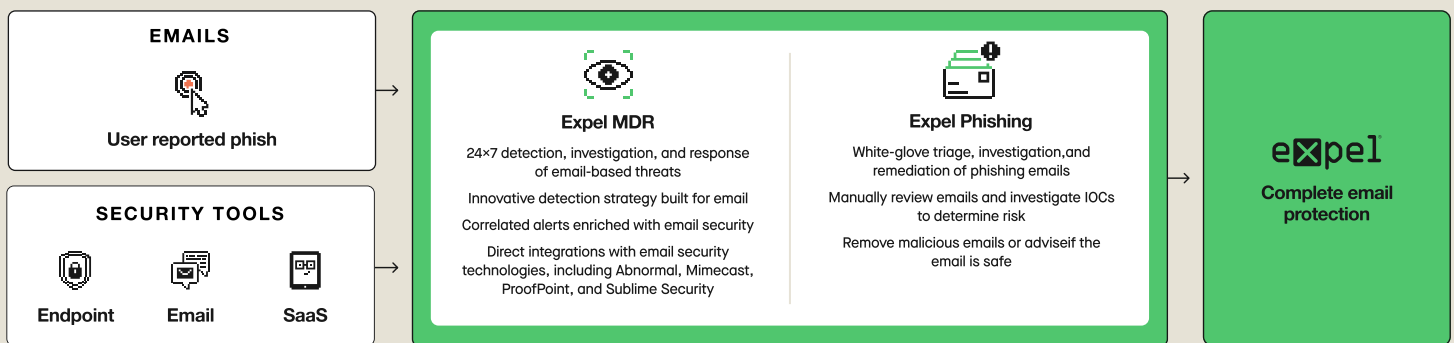 EMAILS
User reported phish
SECURITY TOOLS
Endpoint
Email
SaaS
Expel MDR
24×7 detection, investigation, and response
of email-based threats
Innovative detection strategy built for email
Correlated alerts enriched with email security
Direct integrations with email security
technologies, including Abnormal, Mimecast,
ProofPoint, and Sublime Security
Expel Phishing
White-glove triage, investigation,and
remediation of phishing emails
Manually review emails and investigate IOCs
to determine risk
Remove malicious emails or adviseif the
email is safe
expel
Complete email
protection